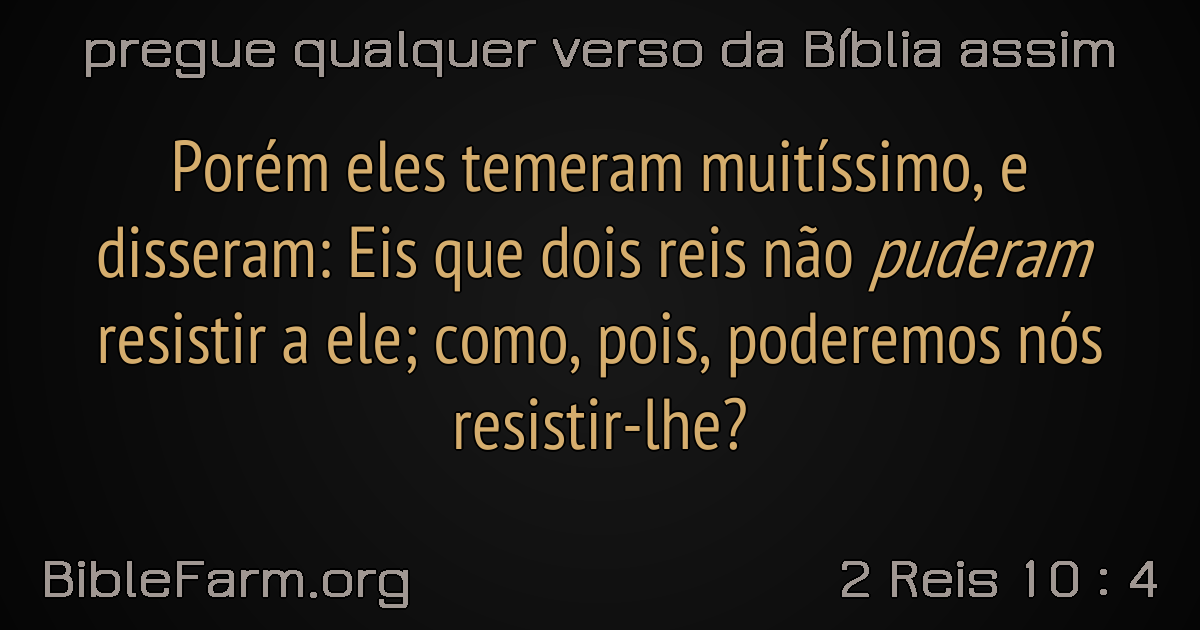 pregue qualquer verso da Bíblia assim
Porém eles temeram muitíssimo, e
disseram: Eis que dois reis não puderam
resistir a ele; como, pois, poderemos nós
resistir-lhe?
BibleFarm.org
2 Reis 10 : 4